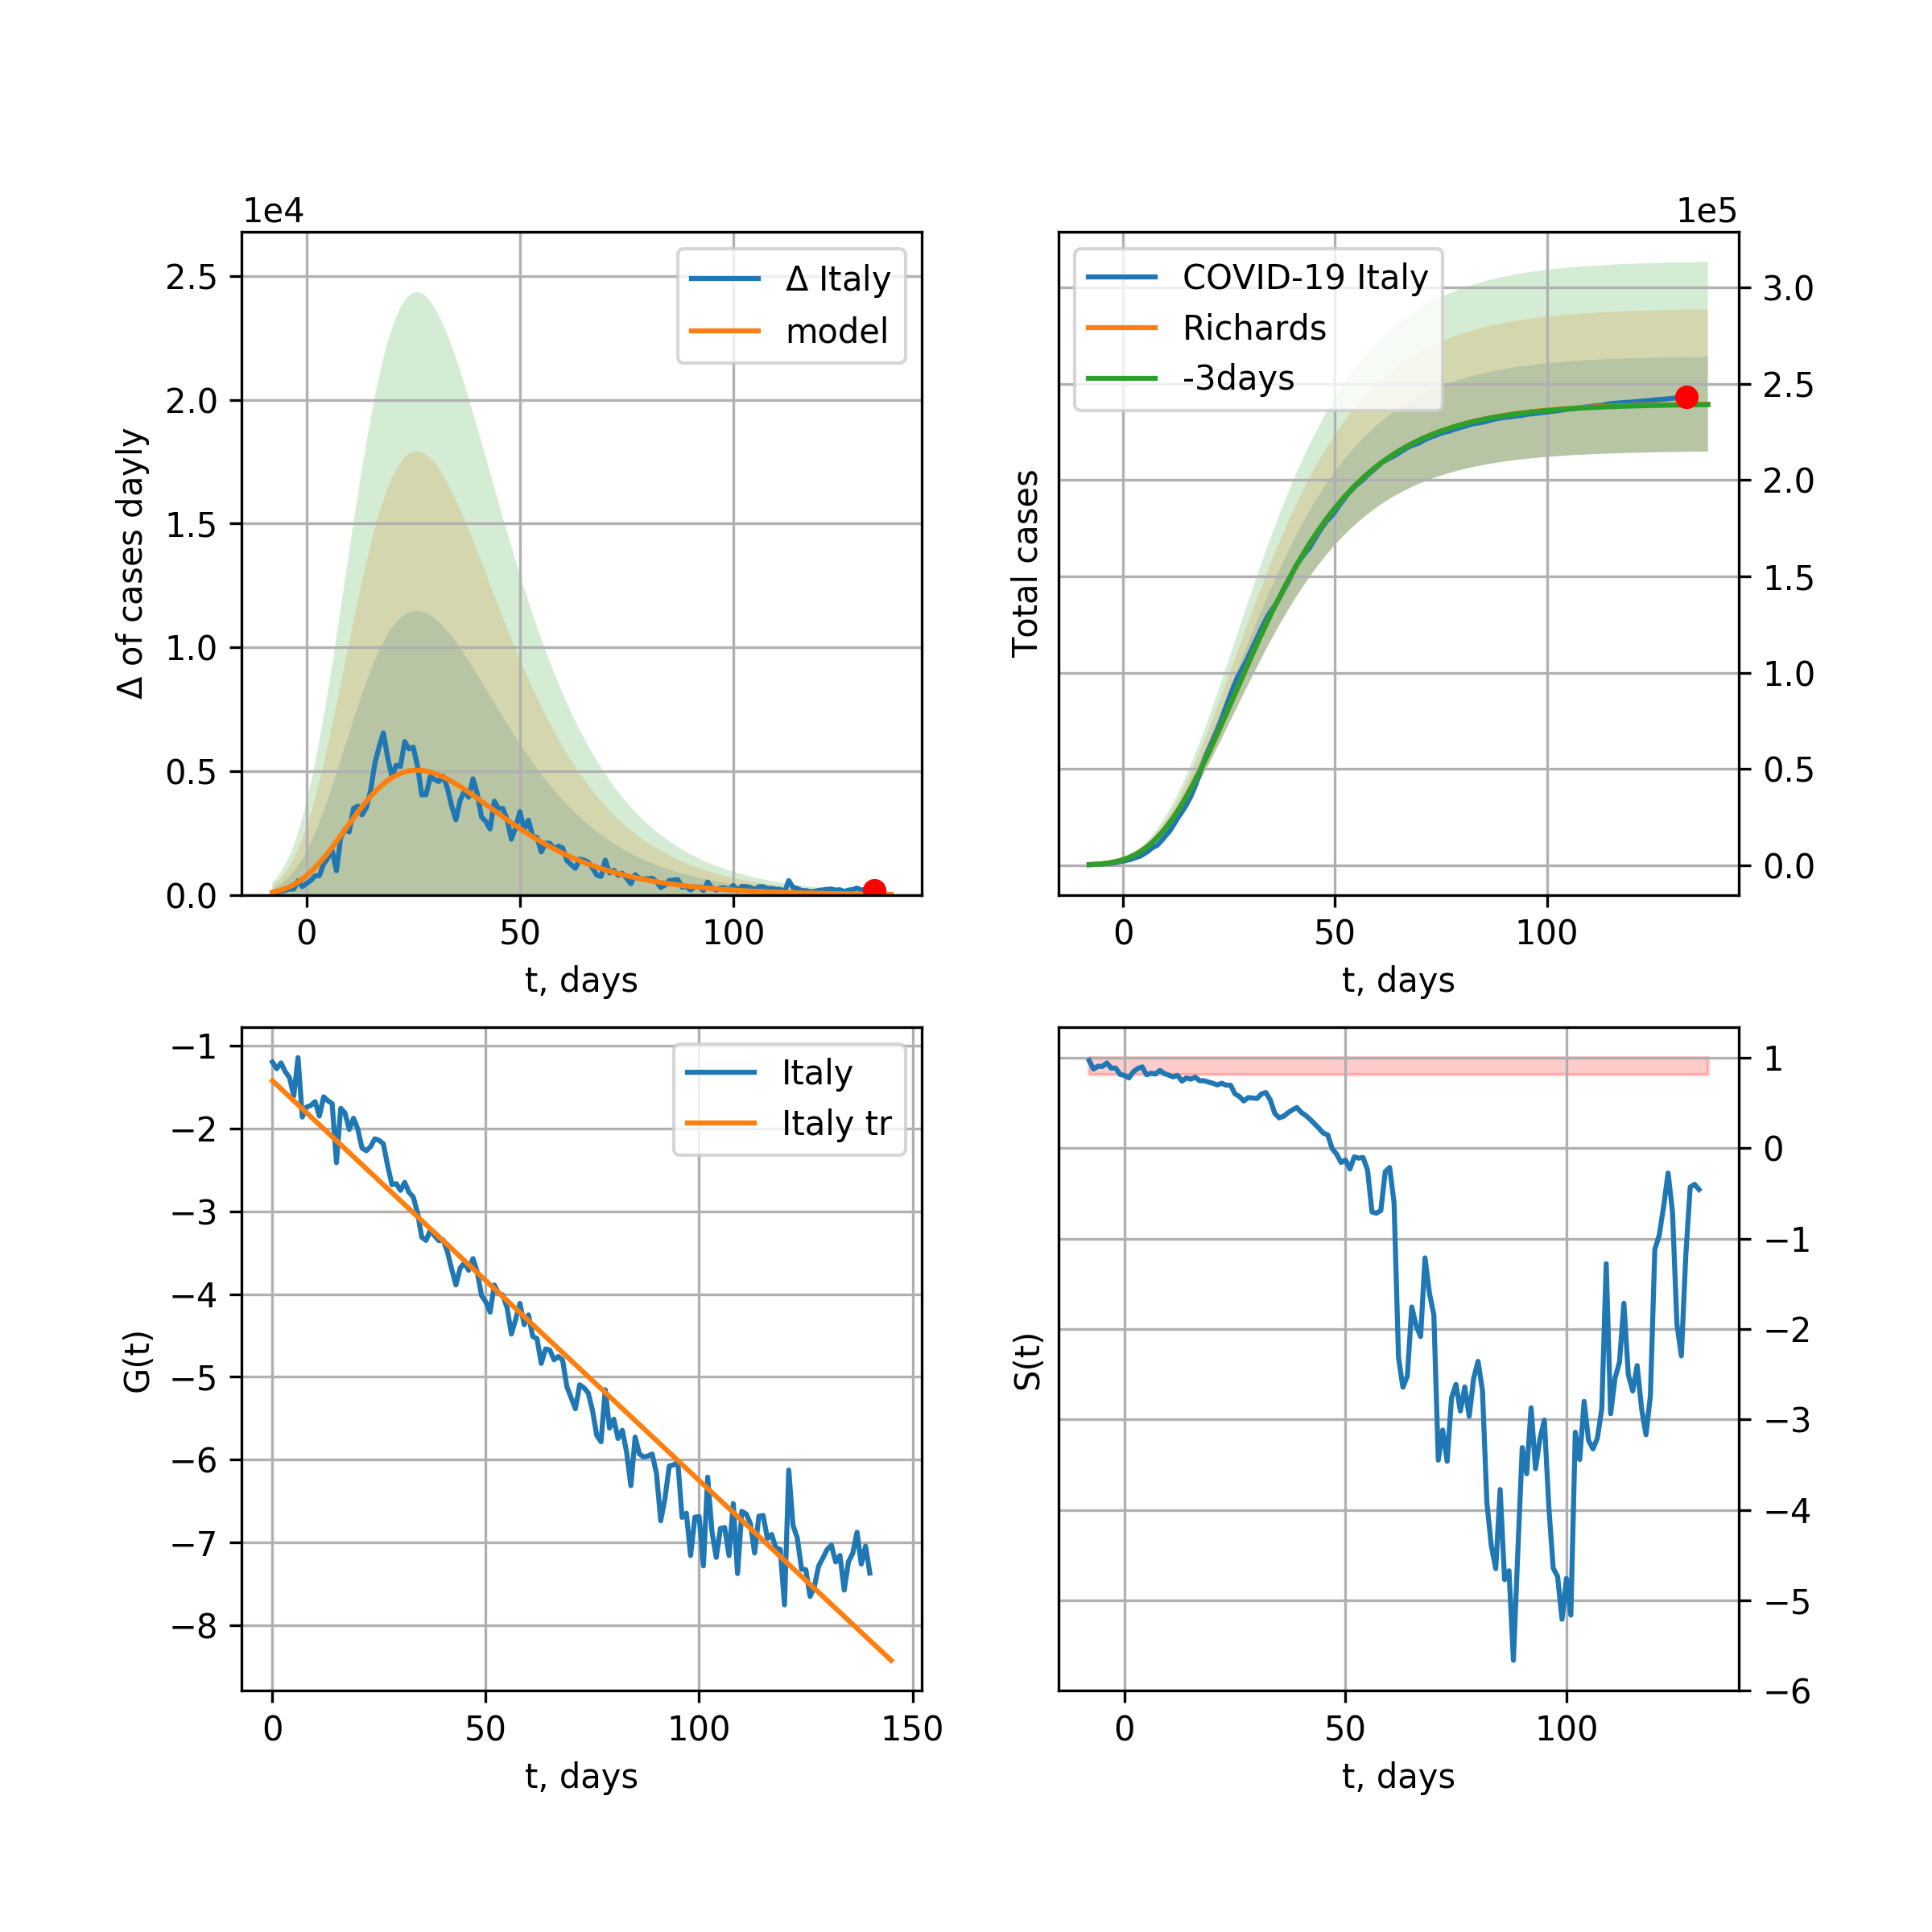 1e4
2.5
2.0
1.5
1.0
0.5
0.0
Δ of cases dayly
0 50 100
t, days
Δ Italy
model
1e5
COVID-19 Italy
Richards
-3days
Total cases
3.0
2.5
2.0
1.5
1.0
0.5
0.0
0 50 100
t, days
−1
−2
−3
−4
−5
−6
−7
−8
G(t)
Italy
Italy tr
0 50 100 150
t, days
S(t)
1
0
−1
−2
−3
−4
−5
−6
0 50 100
t, days